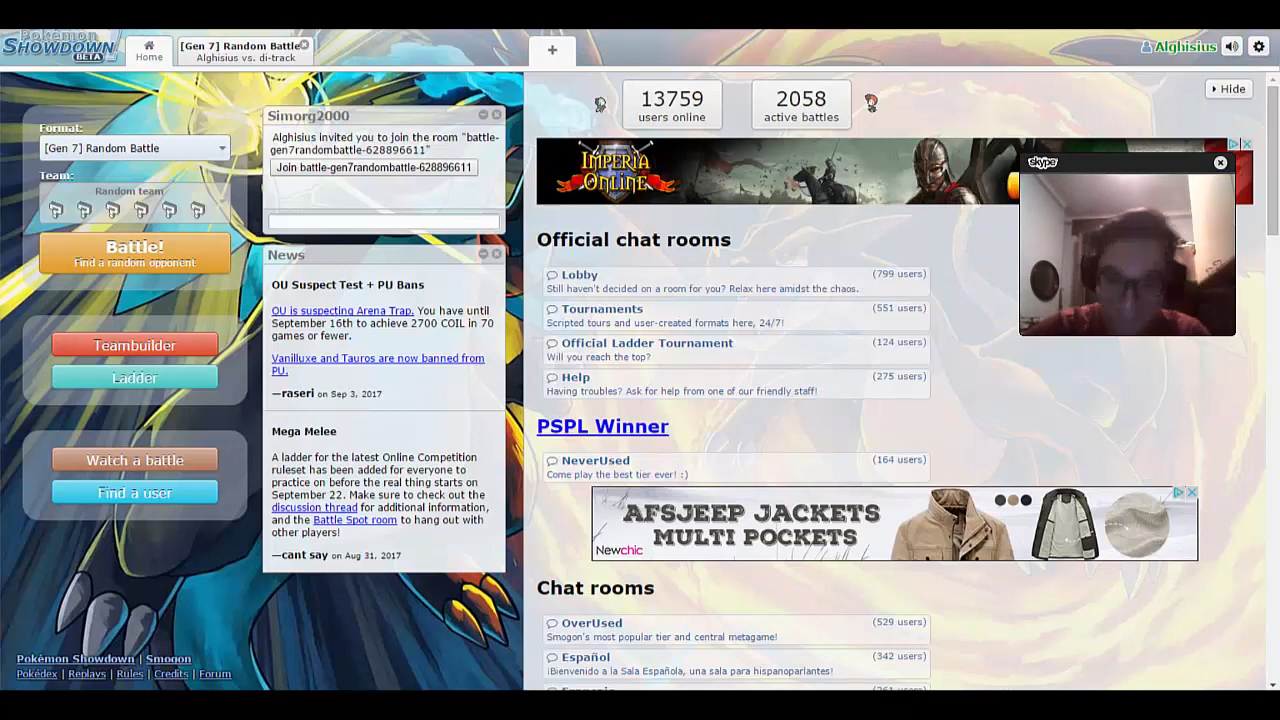 Pokémon
SHOWDOWN
BETA
Home
[Gen 7] Random Battle
Alghisius vs. di-track
+
Alghisius
Format:
[Gen 7] Random Battle
Team:
Random team
Battle!
Find a random opponent
Teambuilder
Ladder
Watch a battle
Find a user
Pokémon Showdown | Smogon
Pokédex | Replays | Rules | Credits | Forum
Simorg2000
Alghisius invited you to join the room "battle-
gen7randombattle-628896611"
Join battle-gen7randombattle-628896611
News
OU Suspect Test + PU Bans
OU is suspecting Arena Trap. You have until
September 16th to achieve 2700 COIL in 70
games or fewer.
Vanilluxe and Tauros are now banned from
PU.
—raseri on Sep 3, 2017
Mega Melee
A ladder for the latest Online Competition
ruleset has been added for everyone to
practice on before the real thing starts on
September 22. Make sure to check out the
discussion thread for additional information,
and the Battle Spot room to hang out with
other players!
—cant say on Aug 31, 2017
13759
users online
2058
active battles
Hide
IMPERIA
ONLINE
skype
Official chat rooms
Lobby (799 users)
Still haven't decided on a room for you? Relax here amidst the chaos.
Tournaments (551 users)
Scripted tours and user-created formats here, 24/7!
Official Ladder Tournament (124 users)
Will you reach the top?
Help (275 users)
Having troubles? Ask for help from one of our friendly staff!
PSPL Winner
NeverUsed (164 users)
Come play the best tier ever! :)
AFSJEEP JACKETS
MULTI POCKETS
Newchic
Chat rooms
OverUsed (529 users)
Smogon's most popular tier and central metagame!
Español (342 users)
¡Bienvenido a la Sala Española, una sala para hispanoparlantes!